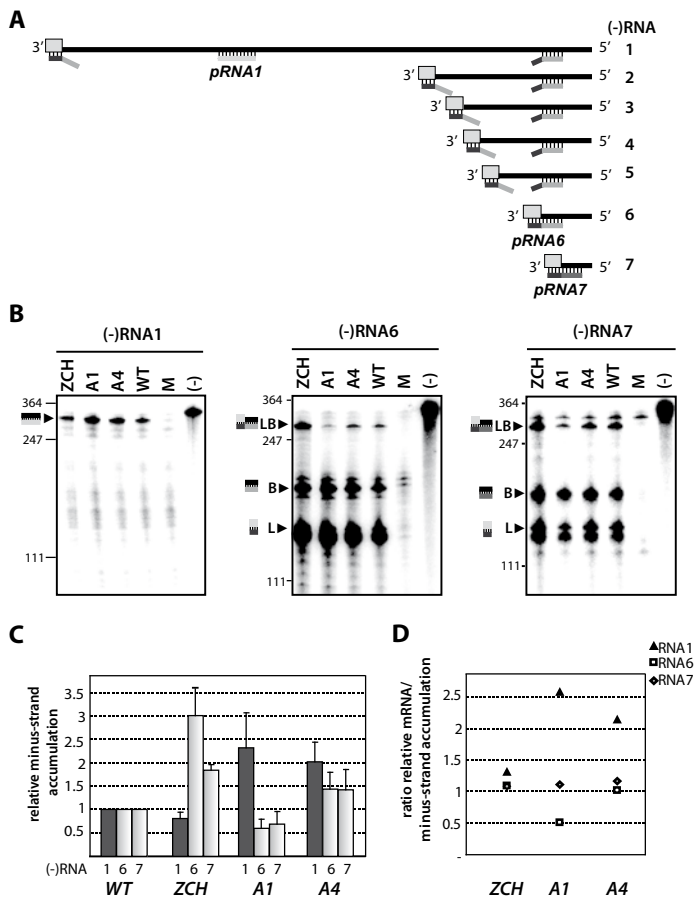 A
(-)RNA
3’ 5’ 1
pRNA1
3’ 5’ 2
3’ 5’ 3
3’ 5’ 4
3’ 5’ 5
3’ 5’ 6
pRNA6
3’ 5’ 7
pRNA7
B
(-)RNA1 (-)RNA6 (-)RNA7
ZCH A1 A4 WT M (-)
364
247
111
ZCH A1 A4 WT M (-)
364
LB
247
B
L
111
ZCH A1 A4 WT M (-)
364
LB
247
B
L
111
C
relative minus-strand accumulation
3.5
3
2.5
2
1.5
1
0.5
(-)RNA 1 6 7 1 6 7 1 6 7 1 6 7
WT ZCH A1 A4
D
RNA1
RNA6
RNA7
ratio relative mRNA/ minus-strand accumulation
2.5
2
1.5
1
0.5
-
ZCH A1 A4